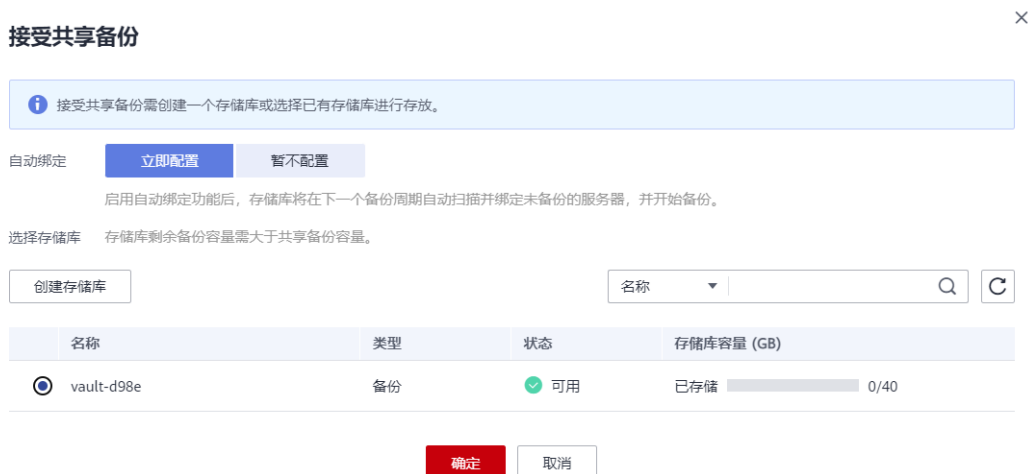 接受共享备份
接受共享备份需创建一个存储库或选择已有存储库进行存放。
自动绑定 立即配置 暂不配置
启用自动绑定功能后，存储库将在下一个备份周期自动扫描并绑定未备份的服务器，并开始备份。
选择存储库 存储库剩余备份容量需大于共享备份容量。
创建存储库 名称
名称 类型 状态 存储库容量 (GB)
vault-d98e 备份 可用 已存储 0/40
确定 取消